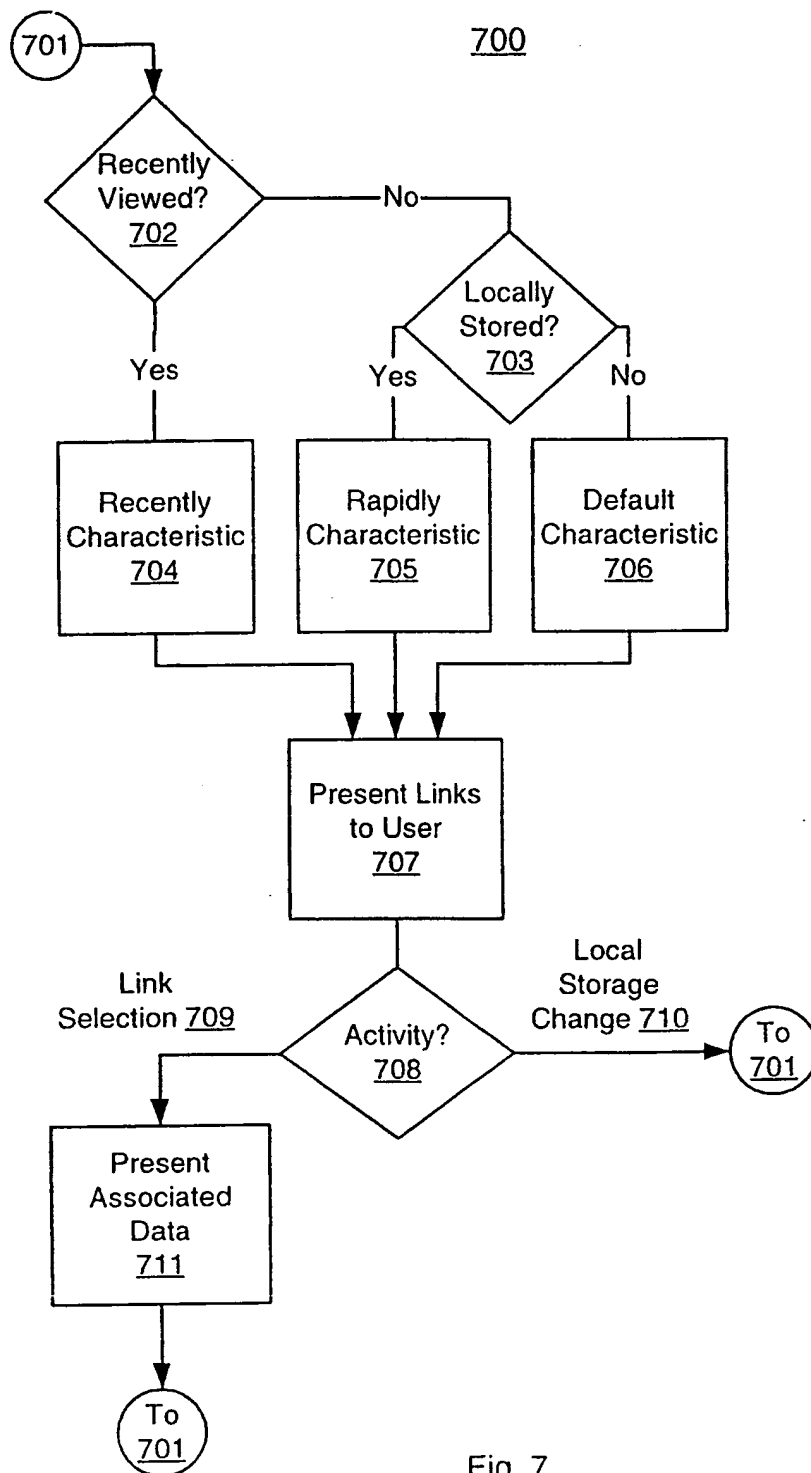 701
700
Recently
Viewed?
702
No
Locally
Stored?
703
Yes
Yes
No
Recently
Characteristic
704
Rapidly
Characteristic
705
Default
Characteristic
706
Present Links
to User
707
Link
Selection 709
Local
Storage
Change 710
Activity?
708
To
701
Present
Associated
Data
711
To
701
Fig. 7